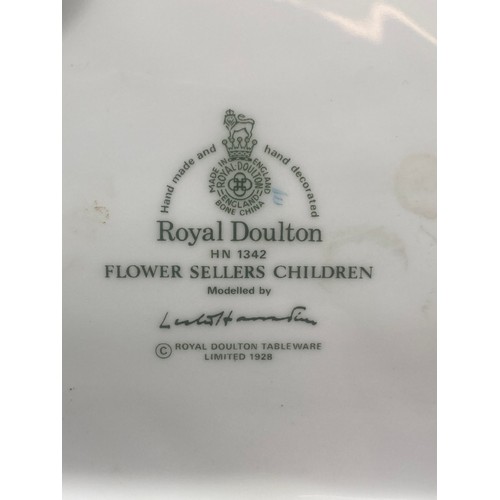 Hand made and hand decorated
MADE IN ENGLAND
ROYAL DOULTON
ENGLAND
BONE CHINA
Royal Doulton
HN 1342
FLOWER SELLERS CHILDREN
Modelled by
© ROYAL DOULTON TABLEWARE
LIMITED 1928